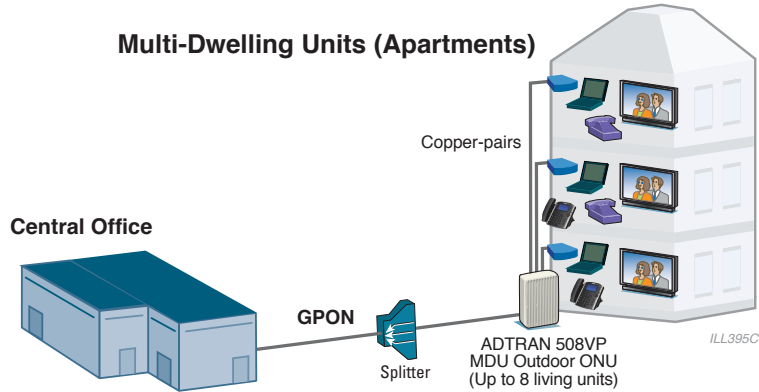 Multi-Dwelling Units (Apartments)
Copper-pairs
Central Office
GPON
Splitter
ADTRAN 508VP
MDU Outdoor ONU
(Up to 8 living units)
ILL395C